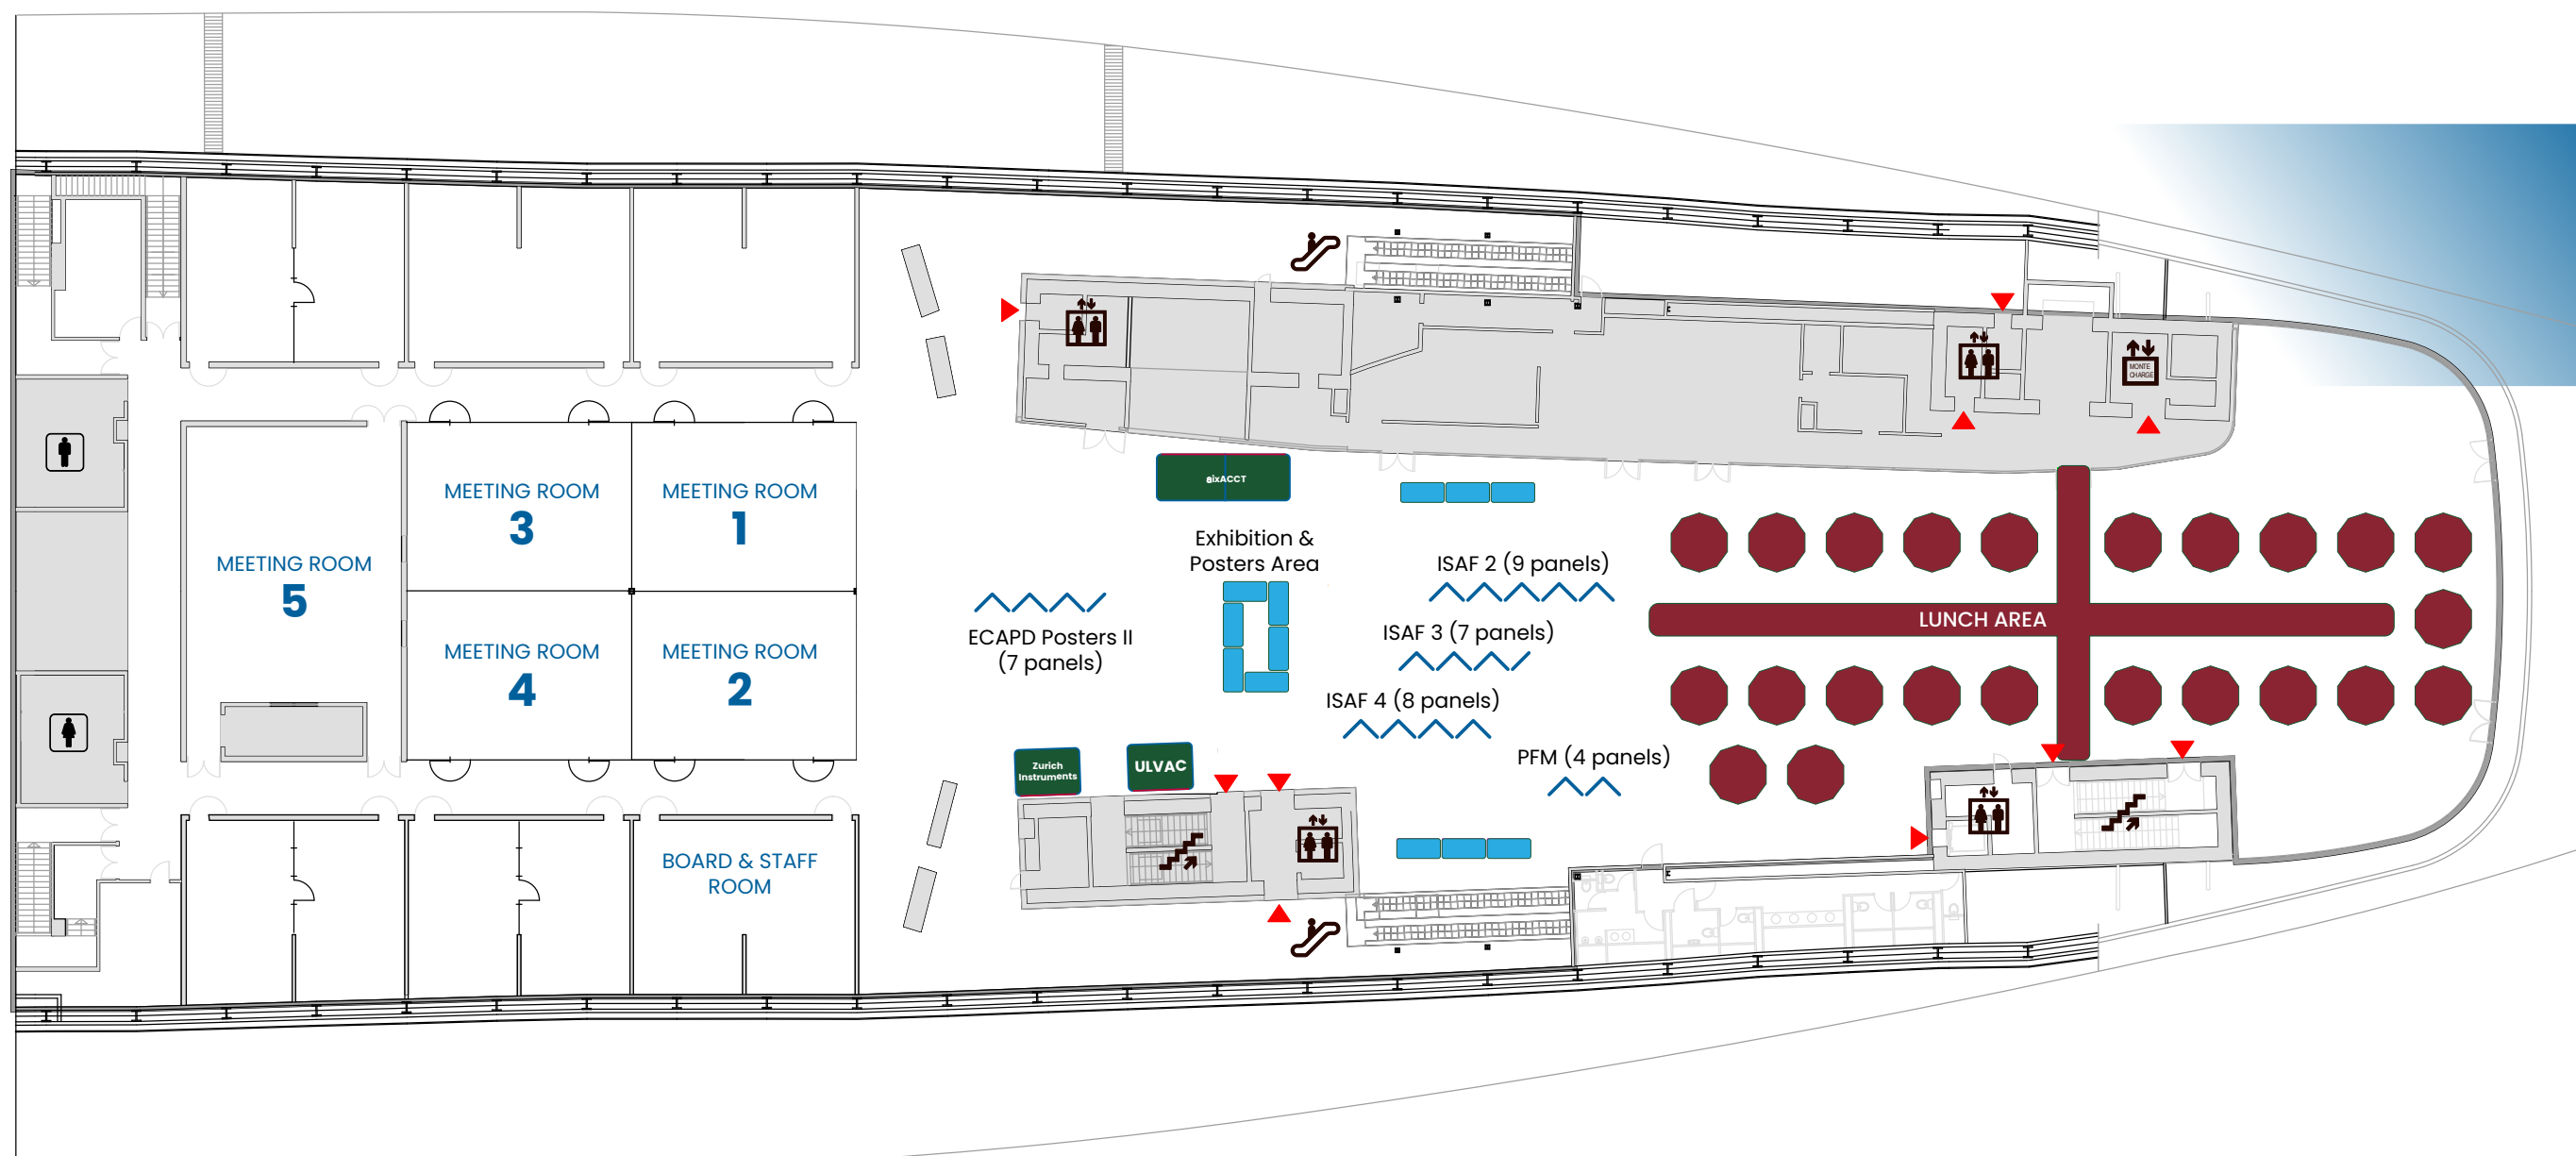 MONTE
CHARGE
MEETING ROOM
3
MEETING ROOM
1
MEETING ROOM
5
MEETING ROOM
4
MEETING ROOM
2
BOARD & STAFF
ROOM
aixACCT
Exhibition &
Posters Area
ECAPD Posters II
(7 panels)
ISAF 2 (9 panels)
ISAF 3 (7 panels)
ISAF 4 (8 panels)
PFM (4 panels)
Zurich
Instruments
ULVAC
LUNCH AREA